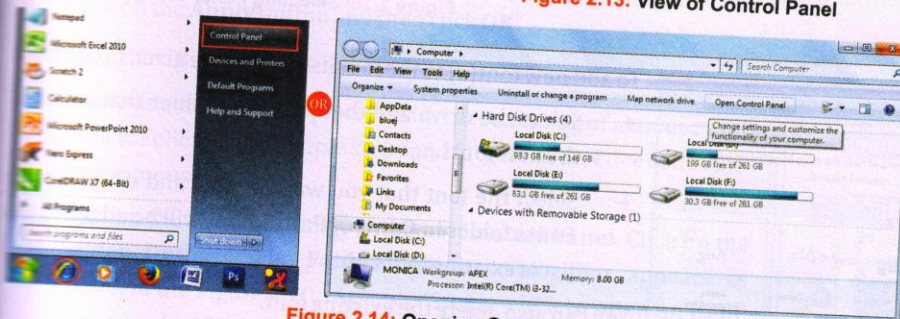 Figure 2.13: View of Control Panel
Notepad
Microsoft Excel 2010
Scratch 2
Calculator
Microsoft PowerPoint 2010
Nero Express
CorelDRAW X7 (64-Bit)
All Programs
Search programs and files
Control Panel
Devices and Printers
Default Programs
Help and Support
Shut down
OR
Computer
Search Computer
File Edit View Tools Help
Organize System properties Uninstall or change a program Map network drive Open Control Panel
Change settings and customize the
functionality of your computer.
AppData
bluej
Contacts
Desktop
Downloads
Favorites
Links
My Documents
Computer
Local Disk (C:)
Local Disk (D:)
Hard Disk Drives (4)
Local Disk (C:)
93.3 GB free of 146 GB
Local Disk (D:)
199 GB free of 261 GB
Local Disk (E:)
83.1 GB free of 261 GB
Local Disk (F:)
30.3 GB free of 261 GB
Devices with Removable Storage (1)
MONICA Workgroup: APEX Memory: 8.00 GB
Processor: Intel(R) Core(TM) i3-32...
Ps
Figure 2.14: